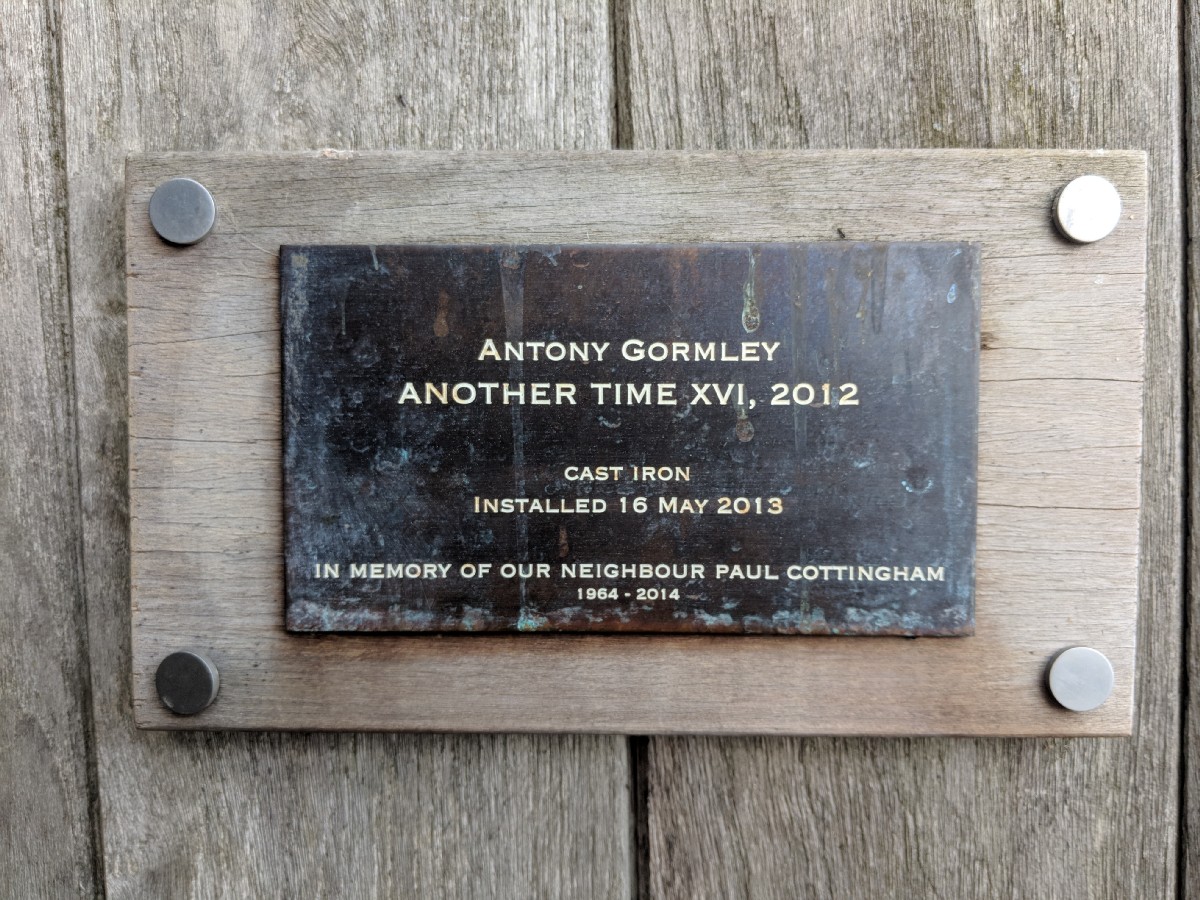 Antony Gormley
ANOTHER TIME XVI, 2012
CAST IRON
Installed 16 May 2013
IN MEMORY OF OUR NEIGHBOUR PAUL COTTINGHAM
1964 - 2014